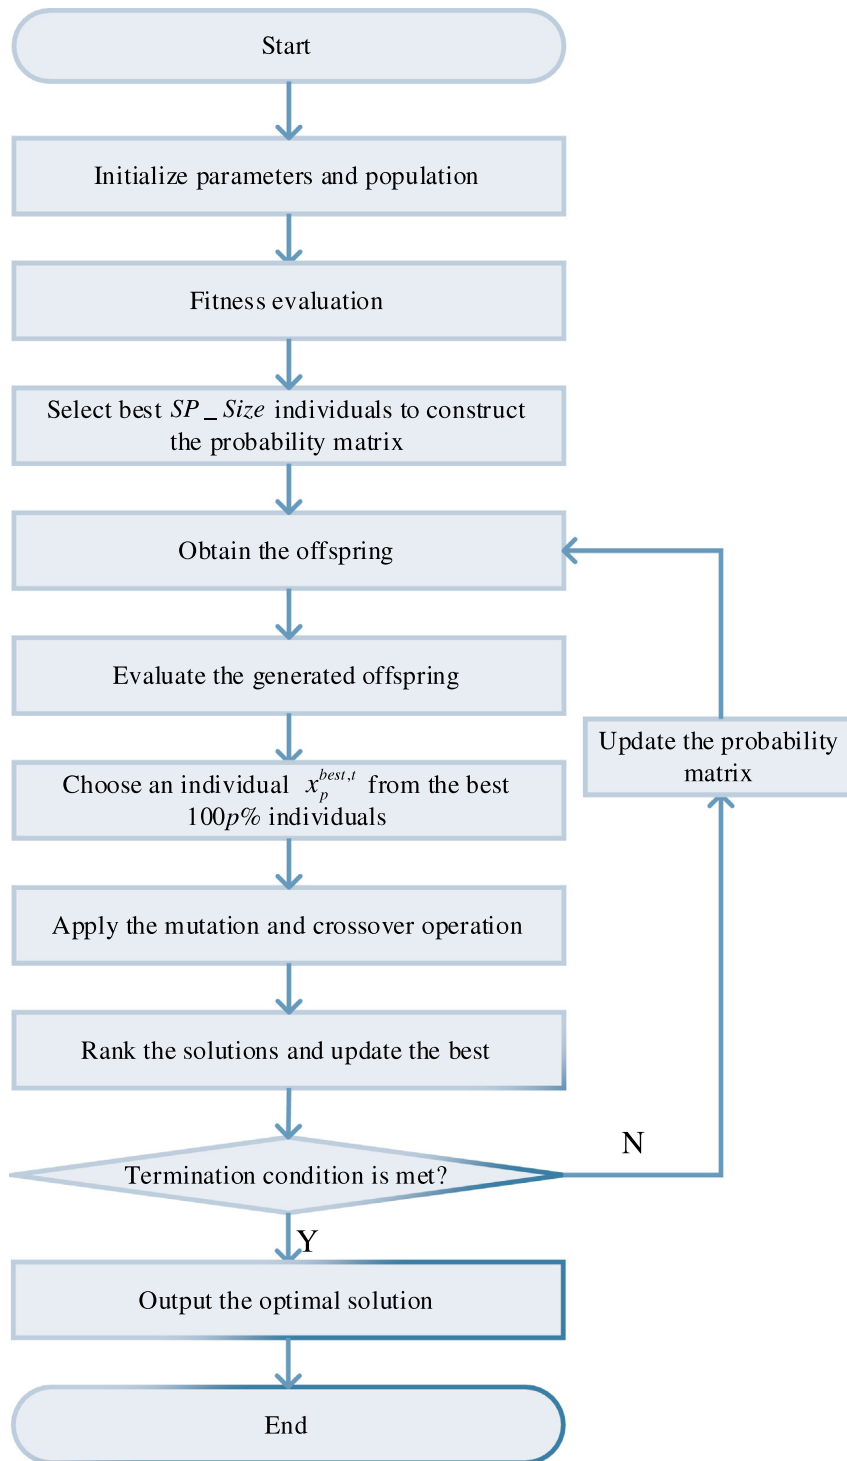 Start
Initialize parameters and population
Fitness evaluation
Select best SP_Size individuals to construct
the probability matrix
Obtain the offspring
Evaluate the generated offspring
Update the probability
matrix
Choose an individual x_p^{best,t} from the best
100p% individuals
Apply the mutation and crossover operation
Rank the solutions and update the best
N
Termination condition is met?
Y
Output the optimal solution
End